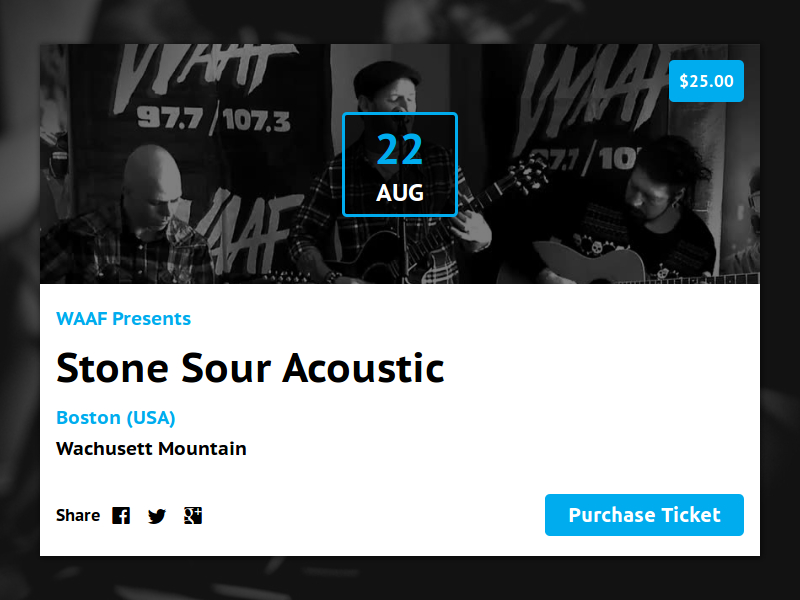 WAAF
97.7 / 107.3
WAAF
97.7 / 10
WAAF
$25.00
22
AUG
WAAF Presents
Stone Sour Acoustic
Boston (USA)
Wachusett Mountain
Share
Purchase Ticket